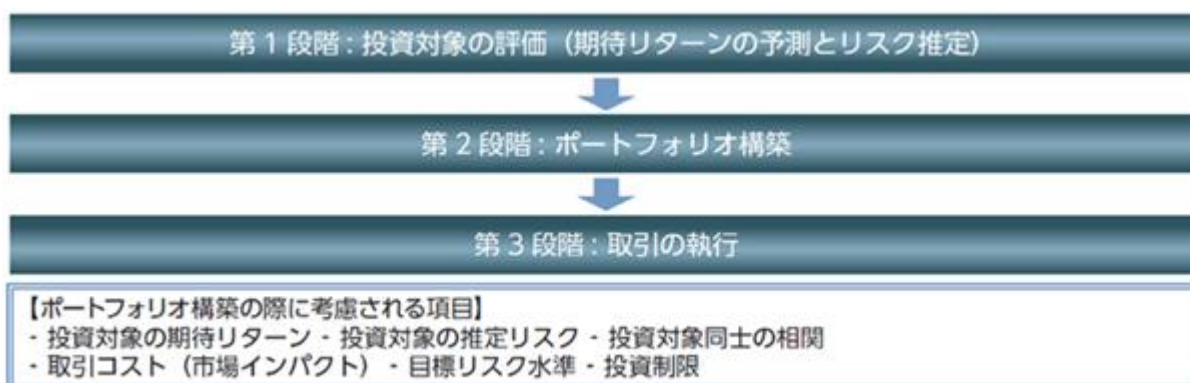 第1段階:投資対象の評価(期待リターンの予測とリスク推定)
第2段階:ポートフォリオ構築
第3段階:取引の執行
【ポートフォリオ構築の際に考慮される項目】
- 投資対象の期待リターン - 投資対象の推定リスク - 投資対象同士の相関
- 取引コスト(市場インパクト) - 目標リスク水準 - 投資制限